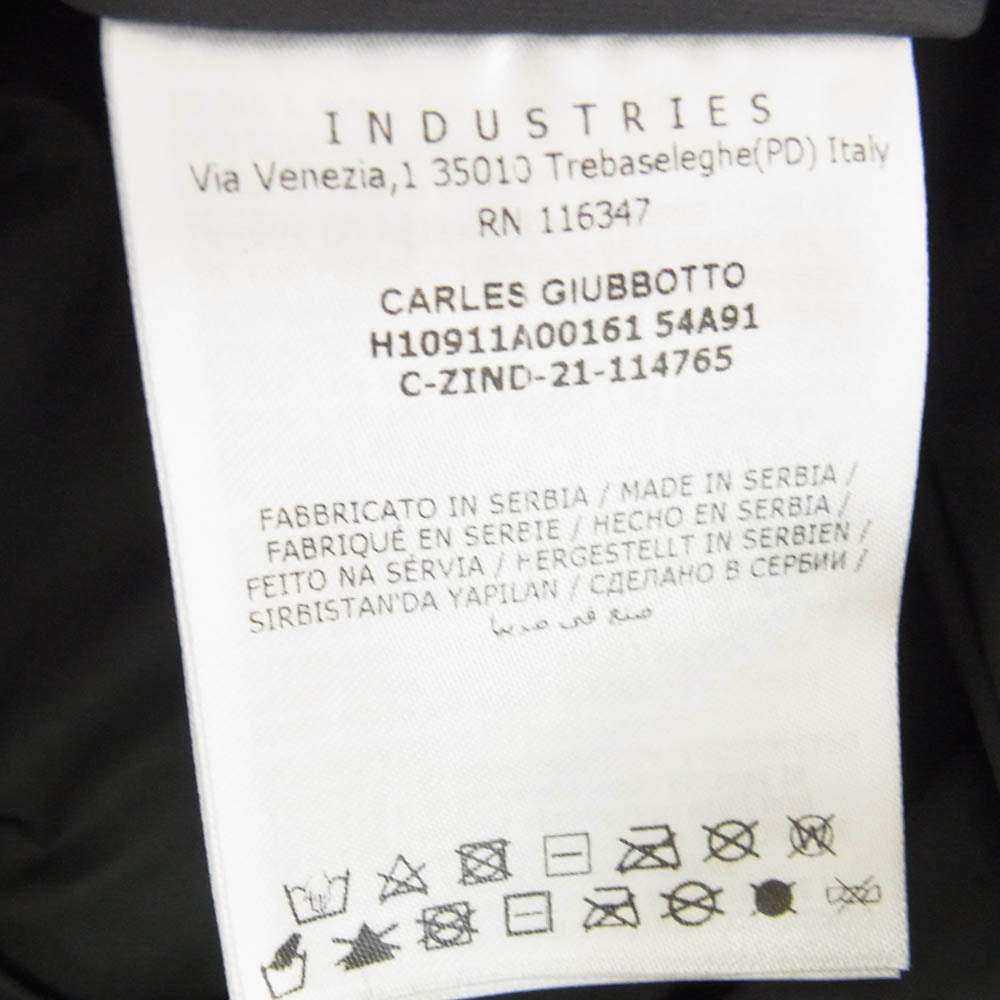 INDUSTRIES
Via Venezia,1 35010 Trebaseleghe(PD) Italy
RN 116347
CARLES GIUBBOTTO
H10911A00161 54A91
C-ZIND-21-114765
FABBRICATO IN SERBIA / MADE IN SERBIA /
FABRIQUÉ EN SERBIE / HECHO EN SERBIA /
FEITO NA SÉRVIA / HERGESTELLT IN SERBIEN /
SIRBISTAN'DA YAPILAN / СДЕЛАНО В СЕРБИИ /
صنع في صربيا
W